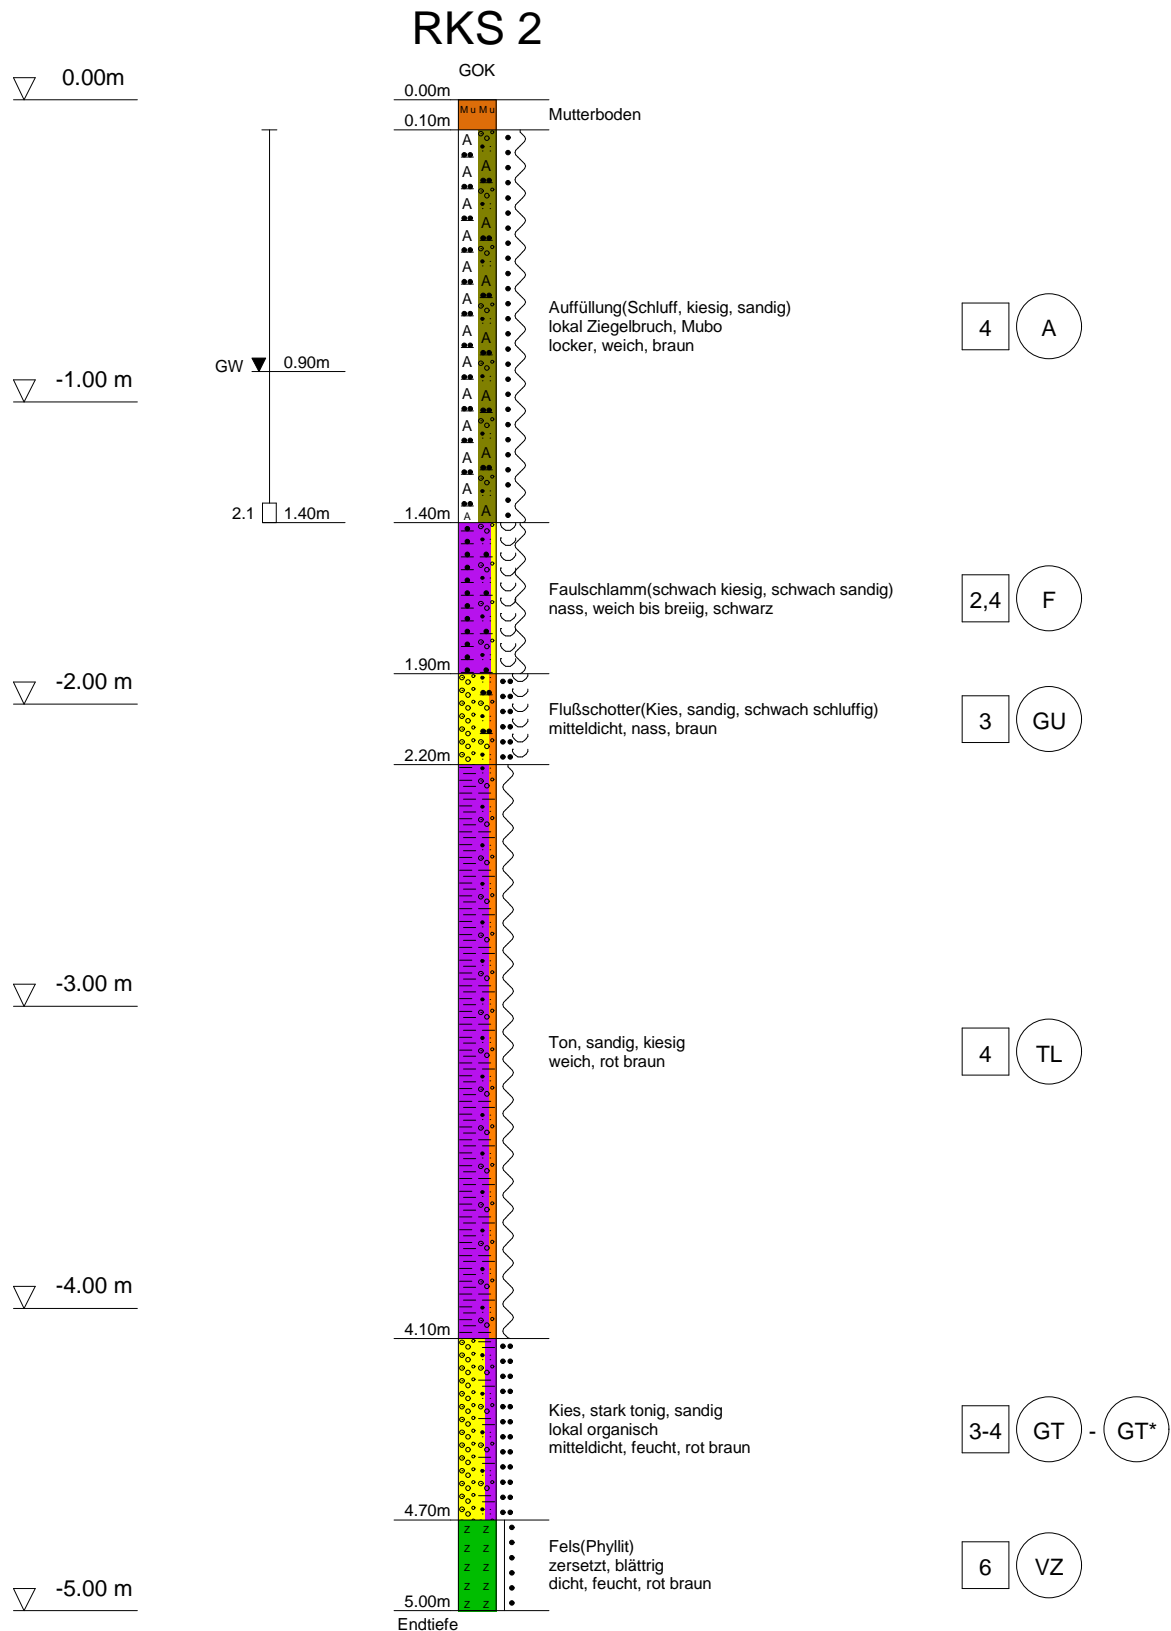 RKS 2
GOK
0.00m
0.00m
Mu Mu
Mutterboden
0.10m
Auffüllung(Schluff, kiesig, sandig)
lokal Ziegelbruch, Mubo
locker, weich, braun
4 A
GW 0.90m
-1.00 m
2.1 1.40m
1.40m
Faulschlamm(schwach kiesig, schwach sandig)
nass, weich bis breiig, schwarz
2,4 F
1.90m
-2.00 m
Flußschotter(Kies, sandig, schwach schluffig)
mitteldicht, nass, braun
3 GU
2.20m
-3.00 m
Ton, sandig, kiesig
weich, rot braun
4 TL
-4.00 m
4.10m
Kies, stark tonig, sandig
lokal organisch
mitteldicht, feucht, rot braun
3-4 GT - GT*
4.70m
Fels(Phyllit)
zersetzt, blättrig
dicht, feucht, rot braun
6 VZ
-5.00 m
5.00m
Endtiefe